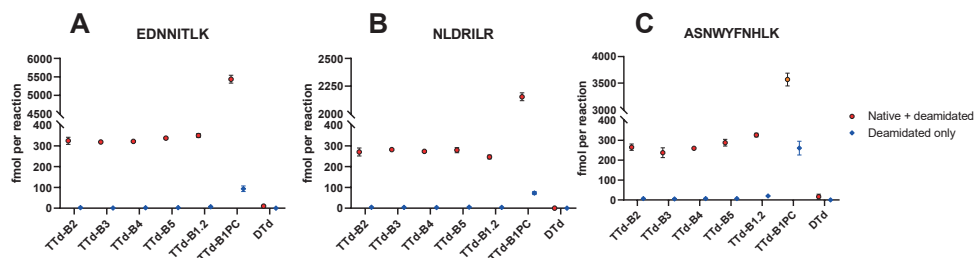 A
EDNNITLK
fmol per reaction
6000
5500
5000
4500
400
300
200
100
0
TTd-B2
TTd-B3
TTd-B4
TTd-B5
TTd-B1.2
TTd-B1PC
DTd
B
NLDRILR
fmol per reaction
2500
2250
2000
400
300
200
100
0
TTd-B2
TTd-B3
TTd-B4
TTd-B5
TTd-B1.2
TTd-B1PC
DTd
C
ASNWYFNHLK
fmol per reaction
4000
3500
3000
400
300
200
100
0
TTd-B2
TTd-B3
TTd-B4
TTd-B5
TTd-B1.2
TTd-B1PC
DTd
Native + deamidated
Deamidated only